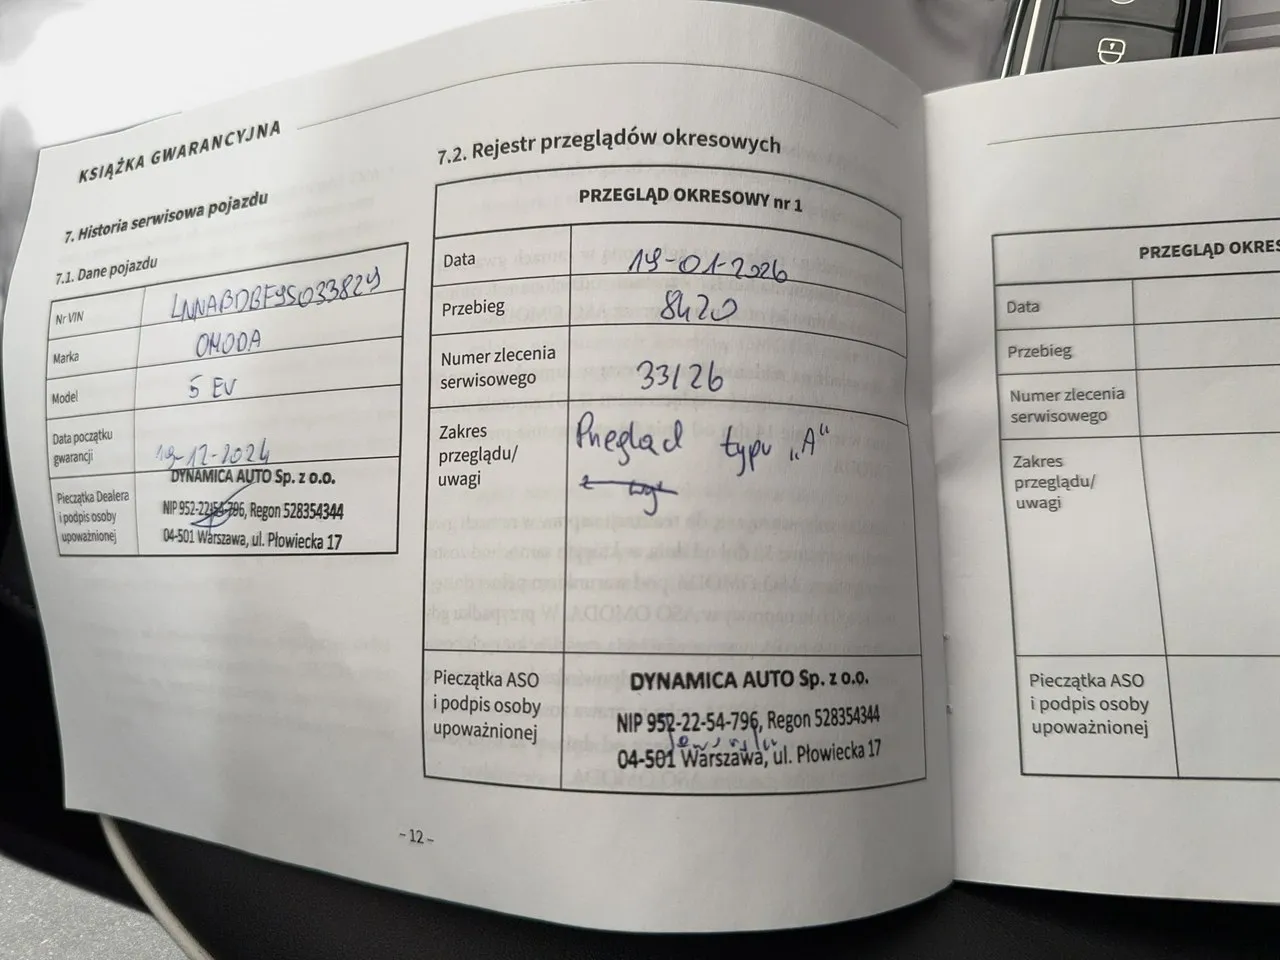 KSIĄŻKA GWARANCYJNA
7. Historia serwisowa pojazdu
7.1. Dane pojazdu
Nr VIN LNNABDBE9SO33829
Marka OMODA
Model 5 EV
Data początku
gwarancji 19-12-2024
Pieczątka Dealera
i podpis osoby
upoważnionej
DYNAMICA AUTO Sp. z o.o.
NIP 952-22-54-796, Regon 528354344
04-501 Warszawa, ul. Płowiecka 17
7.2. Rejestr przeglądów okresowych
PRZEGLĄD OKRESOWY nr 1
Data 19-01-2026
Przebieg 8420
Numer zlecenia
serwisowego 33/26
Zakres
przeglądu/
uwagi
Przegląd typu „A"
Pieczątka ASO
i podpis osoby
upoważnionej
DYNAMICA AUTO Sp. z o.o.
NIP 952-22-54-796, Regon 528354344
04-501 Warszawa, ul. Płowiecka 17
- 12 -
PRZEGLĄD OKRES
Data
Przebieg
Numer zlecenia
serwisowego
Zakres
przeglądu/
uwagi
Pieczątka ASO
i podpis osoby
upoważnionej